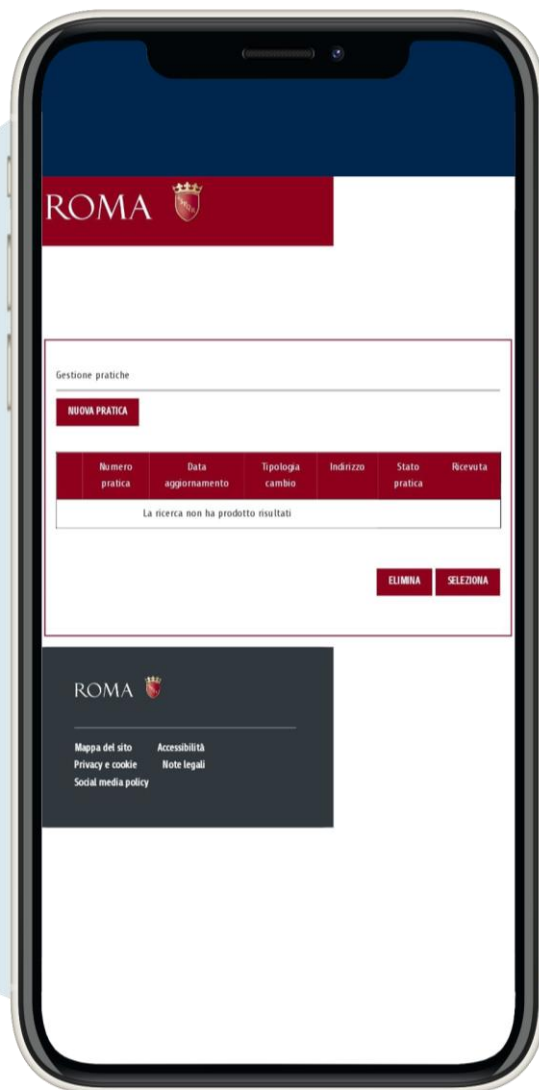 ROMA
Gestione pratiche
NUOVA PRATICA
Numero pratica Data aggiornamento Tipologia cambio Indirizzo Stato pratica Ricevuta
La ricerca non ha prodotto risultati
ELIMINA SELEZIONA
ROMA
Mappa del sito Accessibilità
Privacy e cookie Note legali
Social media policy